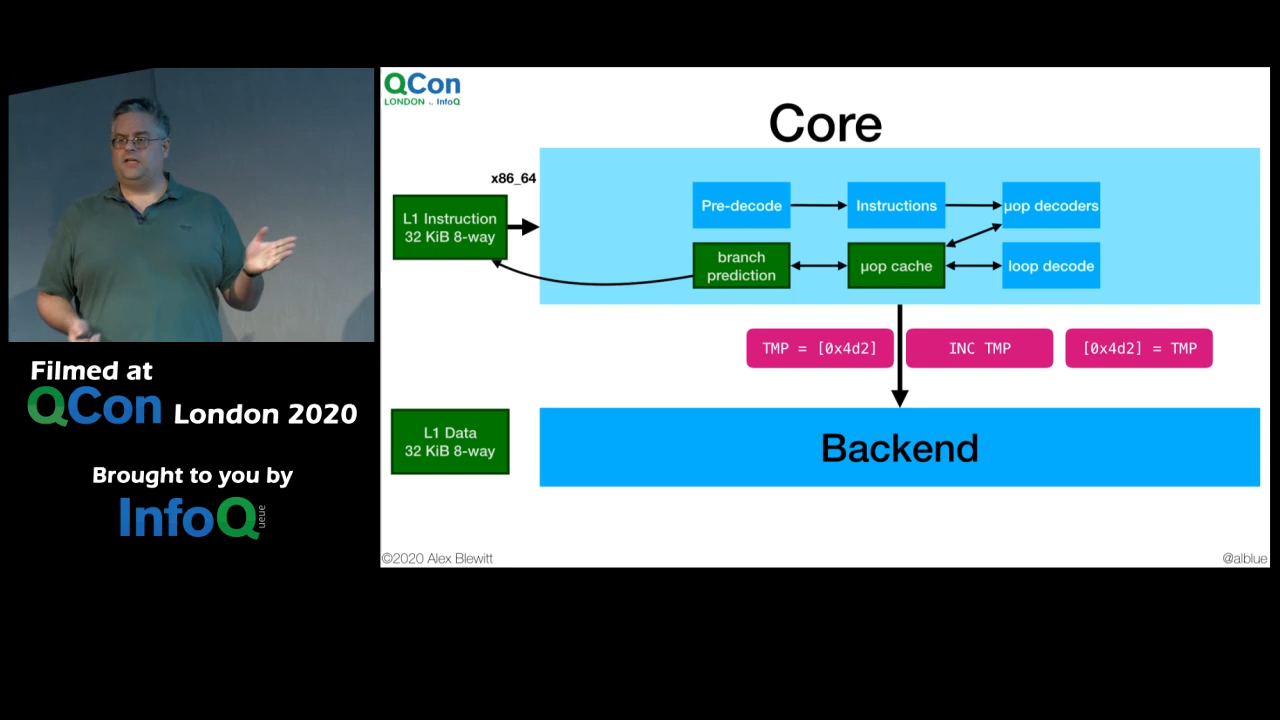 Filmed at
QCon London 2020
Brought to you by
InfoQ
ueue
QCon
LONDON by InfoQ
Core
x86_64
L1 Instruction
32 KiB 8-way
Pre-decode
Instructions
µop decoders
branch
prediction
µop cache
loop decode
TMP = [0x4d2]
INC TMP
[0x4d2] = TMP
L1 Data
32 KiB 8-way
Backend
©2020 Alex Blewitt
@alblue